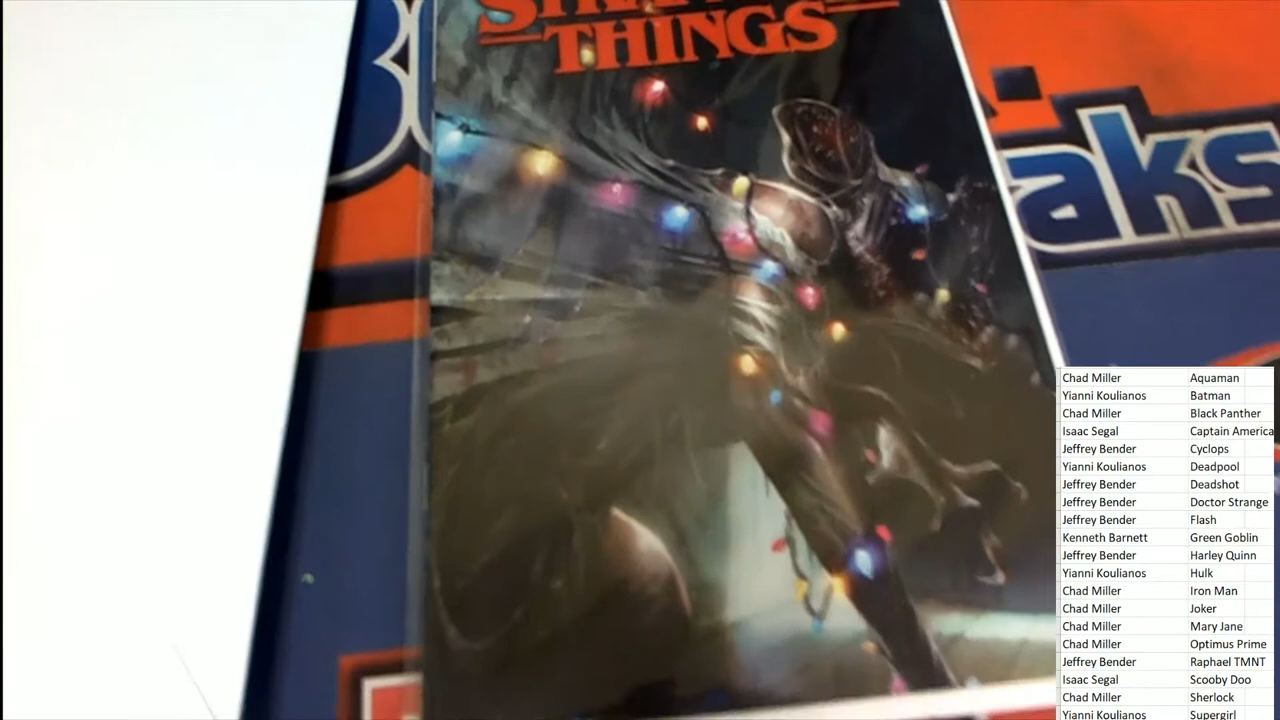 THINGS
aks
Chad Miller Aquaman
Yianni Koulianos Batman
Chad Miller Black Panther
Isaac Segal Captain America
Jeffrey Bender Cyclops
Yianni Koulianos Deadpool
Jeffrey Bender Deadshot
Jeffrey Bender Doctor Strange
Jeffrey Bender Flash
Kenneth Barnett Green Goblin
Jeffrey Bender Harley Quinn
Yianni Koulianos Hulk
Chad Miller Iron Man
Chad Miller Joker
Chad Miller Mary Jane
Chad Miller Optimus Prime
Jeffrey Bender Raphael TMNT
Isaac Segal Scooby Doo
Chad Miller Sherlock
Yianni Koulianos Supergirl